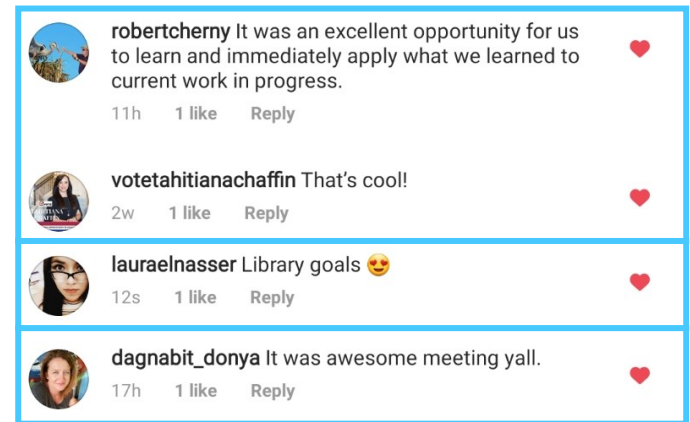 robertcherny It was an excellent opportunity for us
to learn and immediately apply what we learned to
current work in progress.
11h 1 like Reply
votetahitianachaffin That's cool!
2w 1 like Reply
lauraelnasser Library goals 😍
12s 1 like Reply
dagnabit_donya It was awesome meeting yall.
17h 1 like Reply